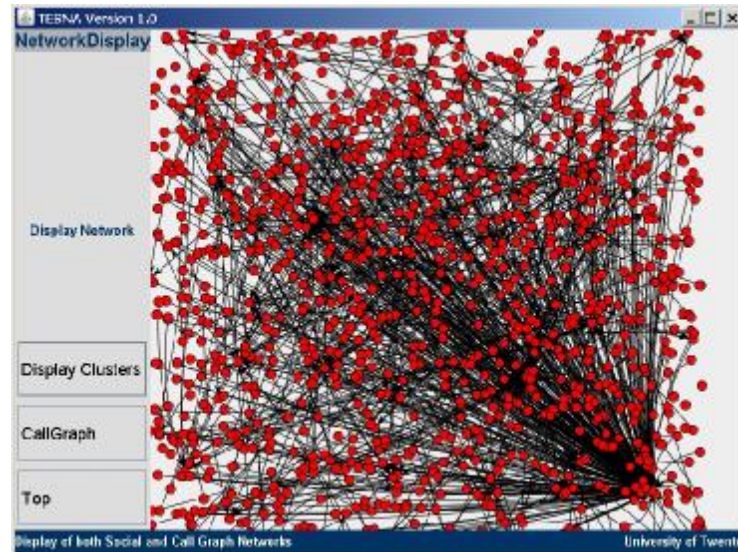 TESNA Version 1.0
NetworkDisplay
Display Network
Display Clusters
CallGraph
Top
Display of both Social and Call Graph Networks
University of Twente